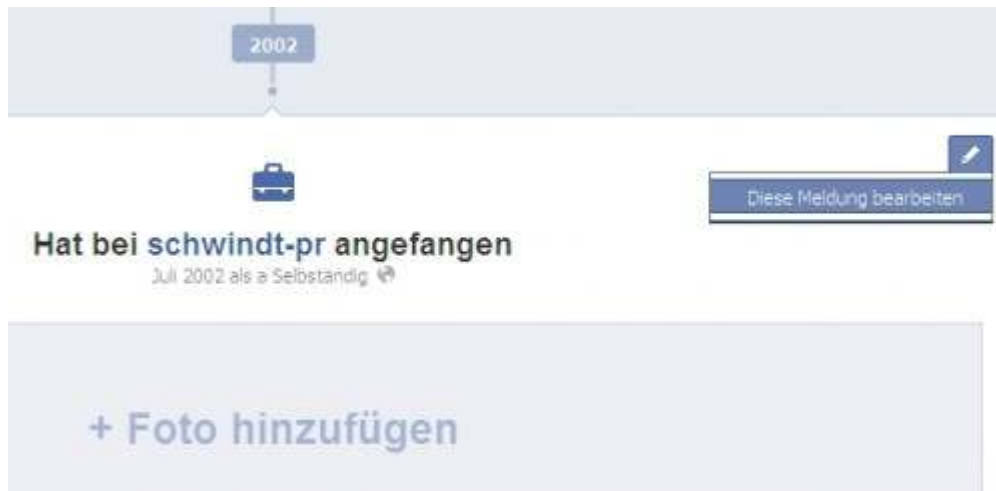 2002
Diese Meldung bearbeiten
Hat bei schwindt-pr angefangen
Juli 2002 als a Selbständig
+ Foto hinzufügen